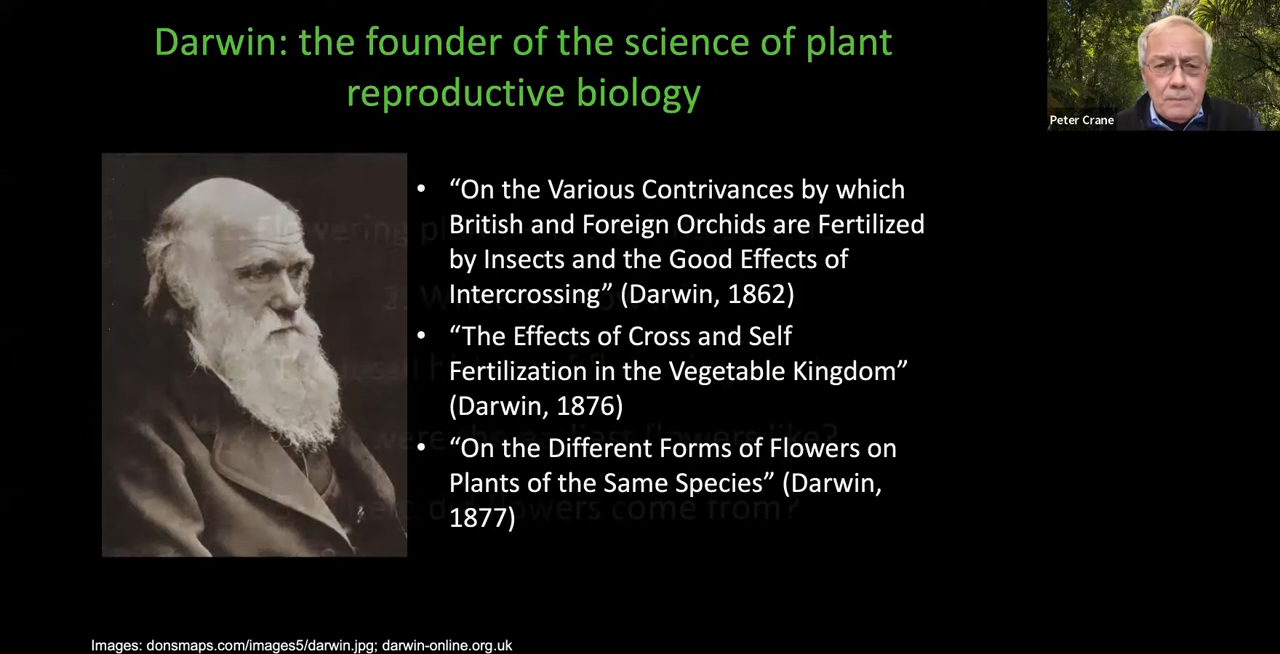 Darwin: the founder of the science of plant
reproductive biology
Peter Crane
• “On the Various Contrivances by which
British and Foreign Orchids are Fertilized
by Insects and the Good Effects of
Intercrossing” (Darwin, 1862)
• “The Effects of Cross and Self
Fertilization in the Vegetable Kingdom”
(Darwin, 1876)
• “On the Different Forms of Flowers on
Plants of the Same Species” (Darwin,
1877)
Images: donsmaps.com/images5/darwin.jpg; darwin-online.org.uk